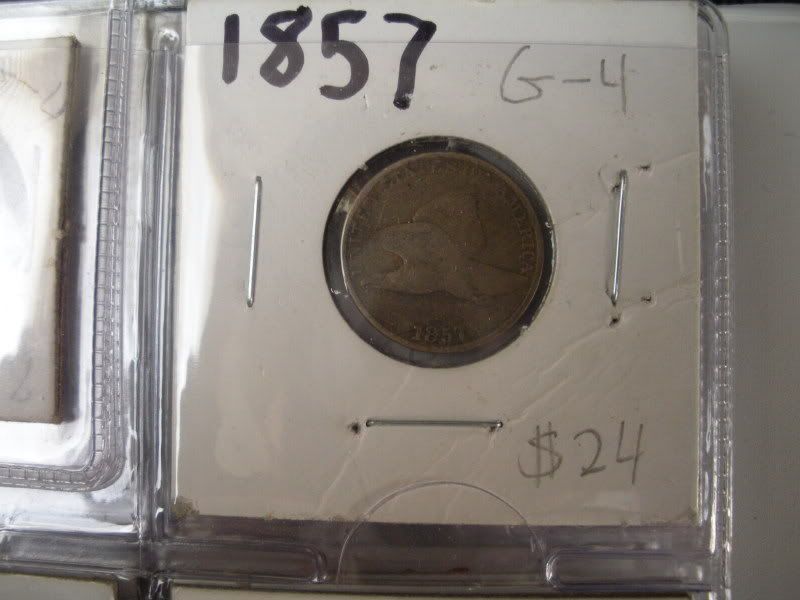 1857
G-4
UNITED STATES OF AMERICA
1857
$24